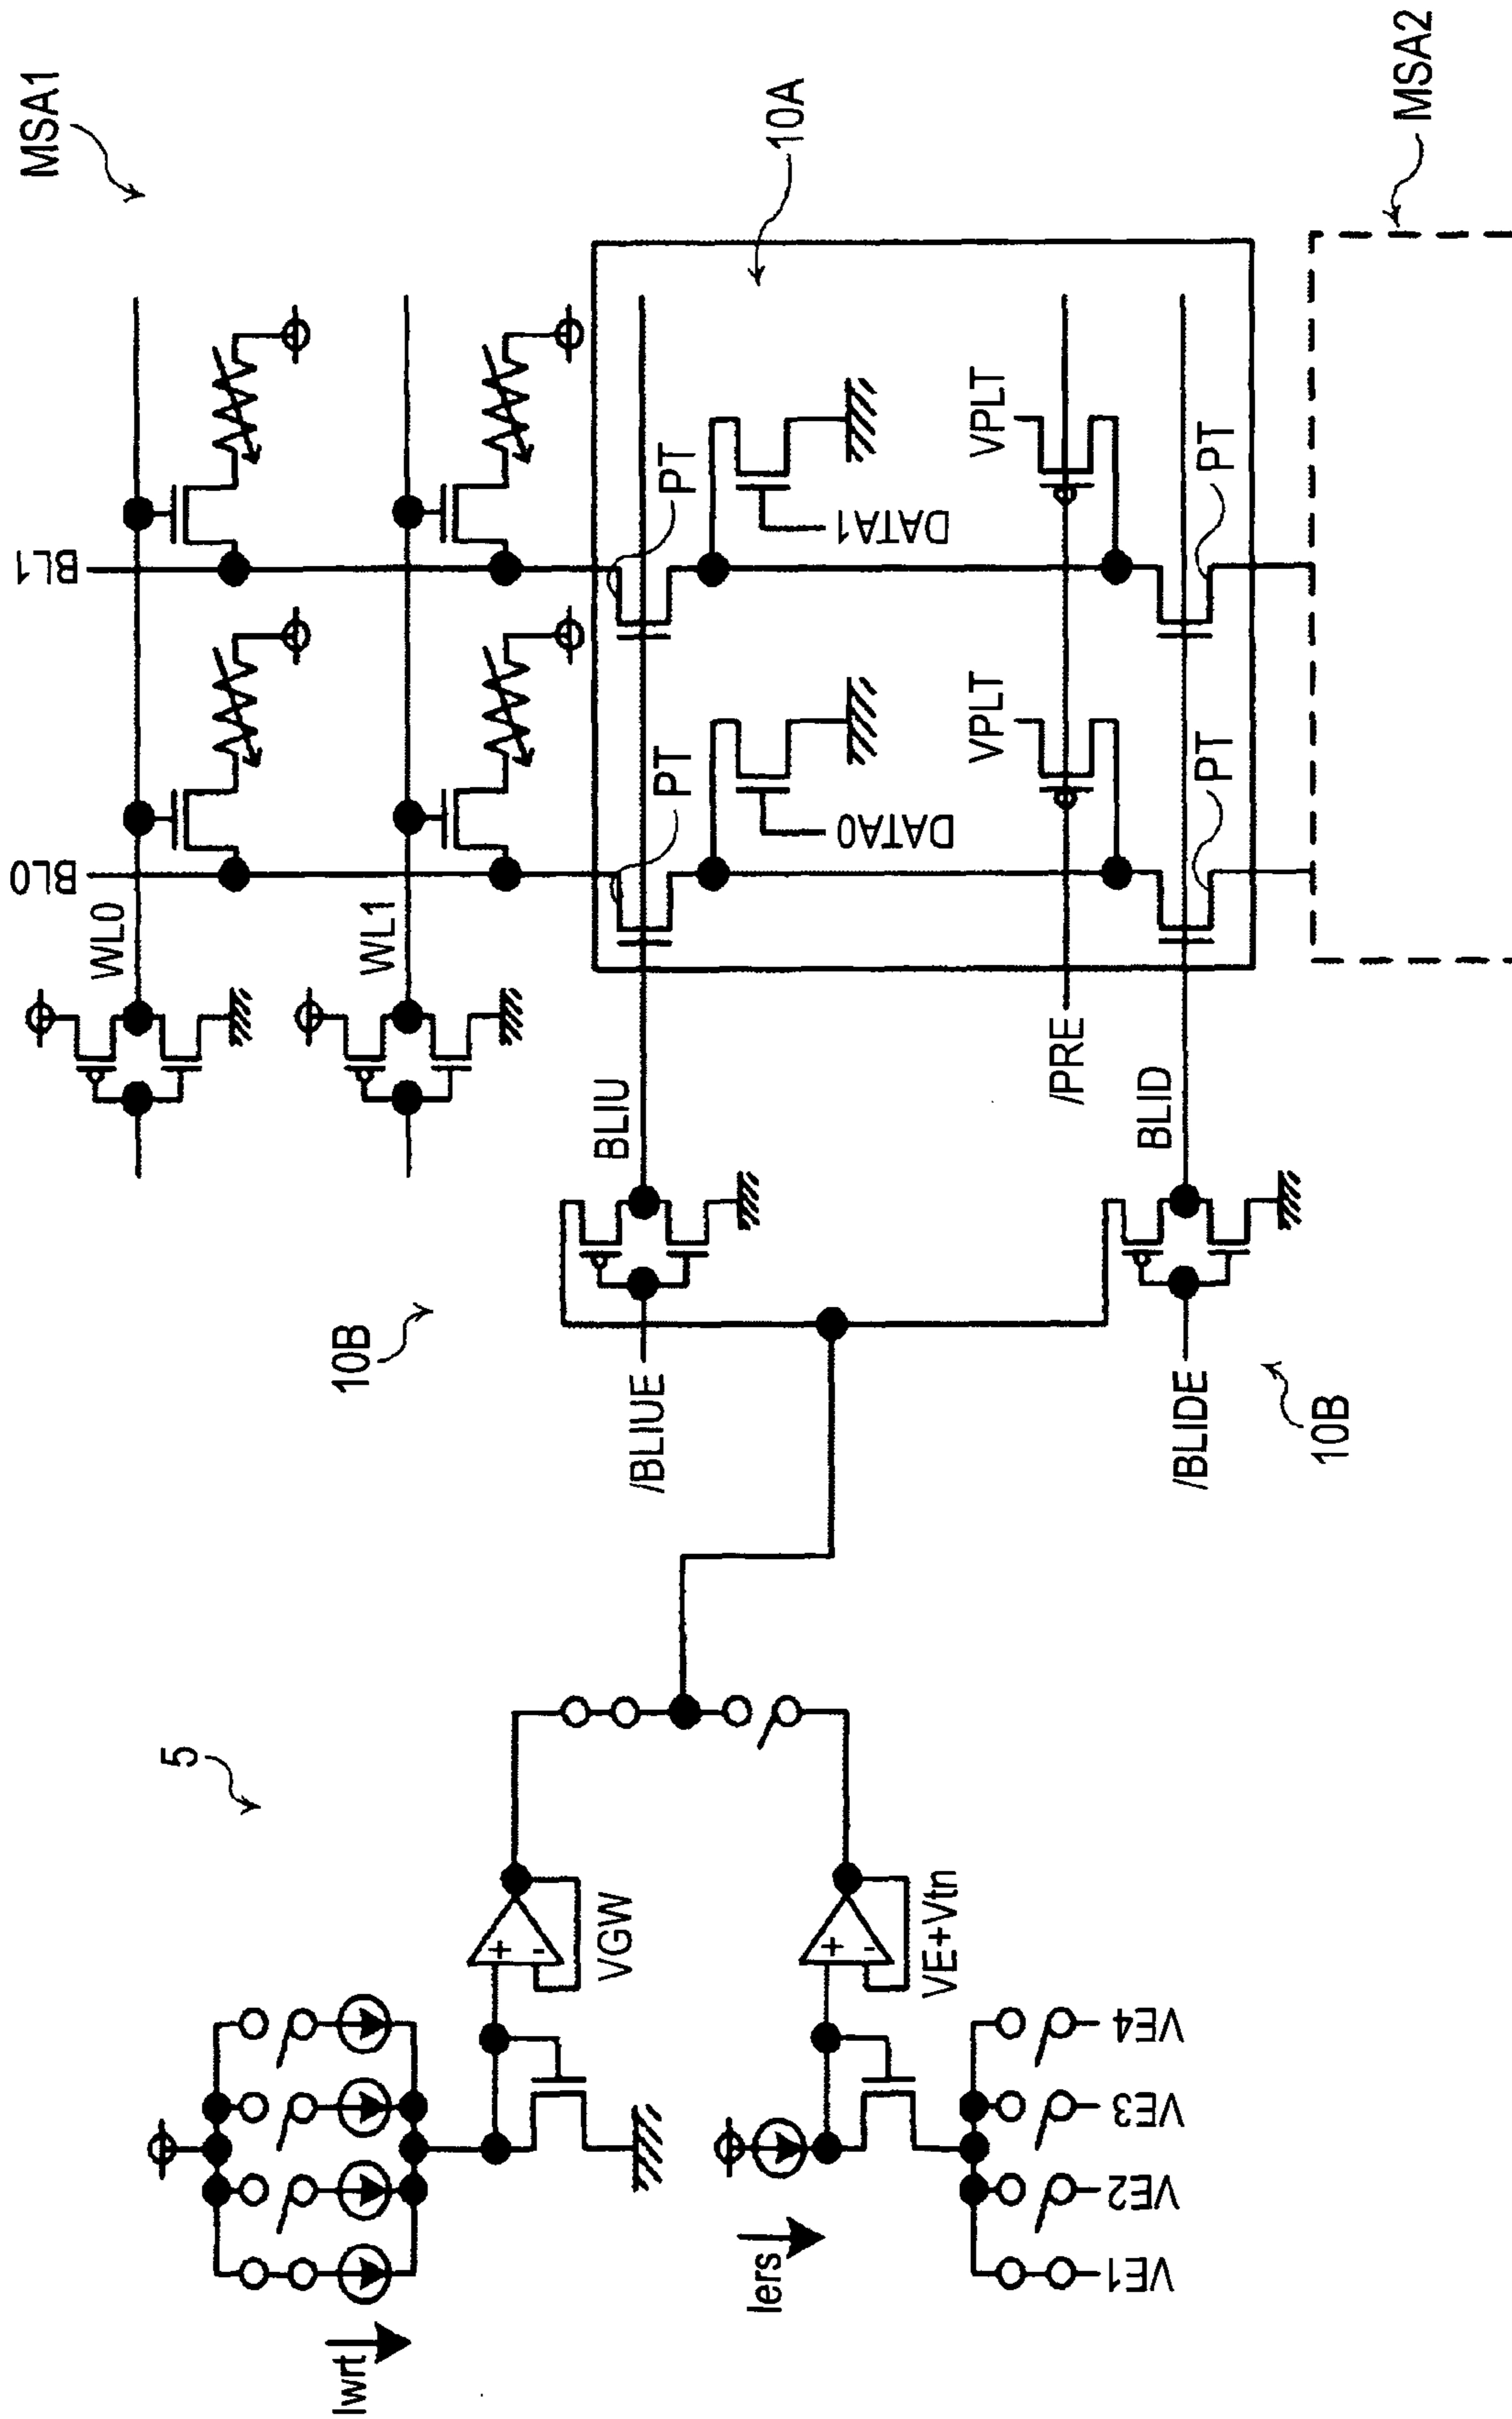 MSA1
10A
MSA2
BL1
BL0
WL0
WL1
PT
PT
DATA1
DATA0
VPLT
VPLT
PT
PT
BLIU
/PRE
BLID
10B
/BLIUE
/BLIDE
10B
5
VGW
VE+Vtn
Iwrt
Iers
+
-
+
-
VE1
VE2
VE3
VE4